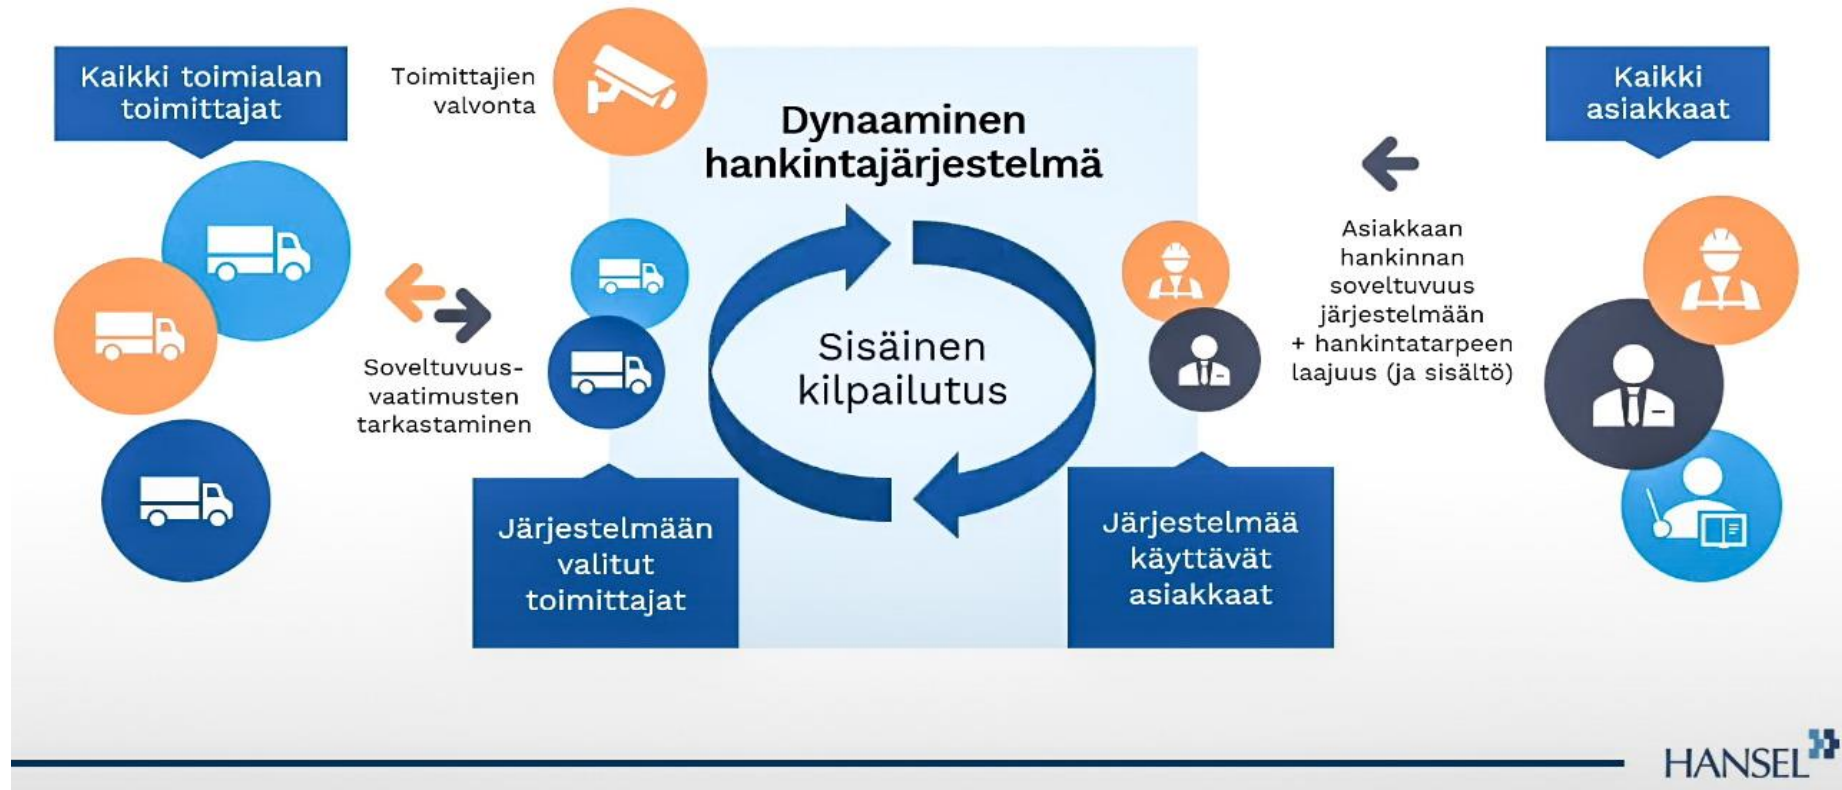 Kaikki toimialan
toimittajat
Toimittajien
valvonta
Dynaaminen
hankintajärjestelmä
Kaikki
asiakkaat
Soveltuvuus-
vaatimusten
tarkastaminen
Sisäinen
kilpailutus
Asiakkaan
hankinnan
soveltuvuus
järjestelmään
+ hankintatarpeen
laajuus (ja sisältö)
Järjestelmään
valitut
toimittajat
Järjestelmää
käyttävät
asiakkaat
HANSEL